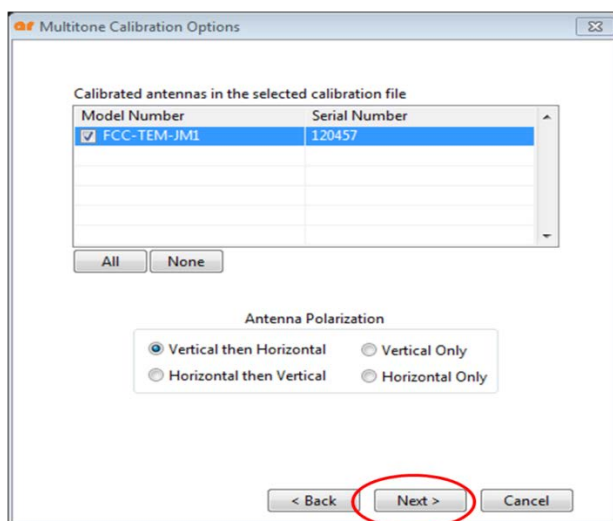 ar Multitone Calibration Options
Calibrated antennas in the selected calibration file
Model Number Serial Number
FCC-TEM-JM1 120457
All None
Antenna Polarization
Vertical then Horizontal Vertical Only
Horizontal then Vertical Horizontal Only
< Back Next > Cancel